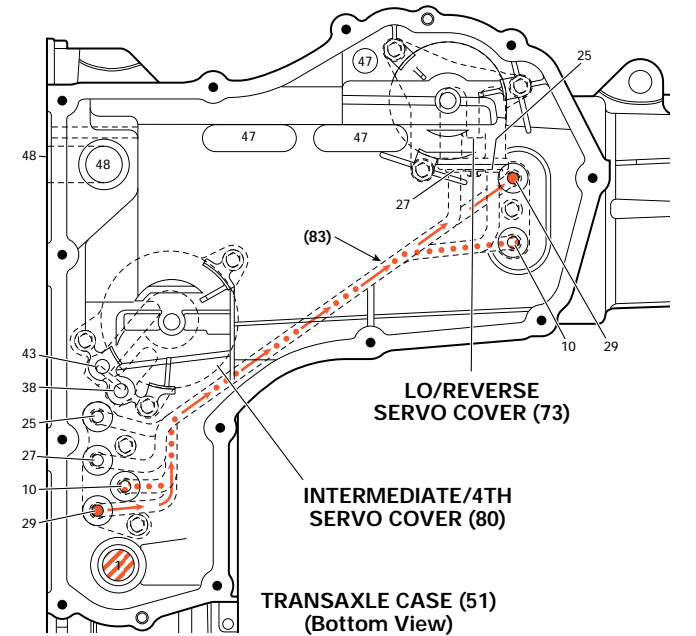 47
25
47
47
48
48
27
(83)
43
10
29
38
LO/REVERSE
SERVO COVER (73)
25
27
10
INTERMEDIATE/4TH
SERVO COVER (80)
29
1
TRANSAXLE CASE (51)
(Bottom View)